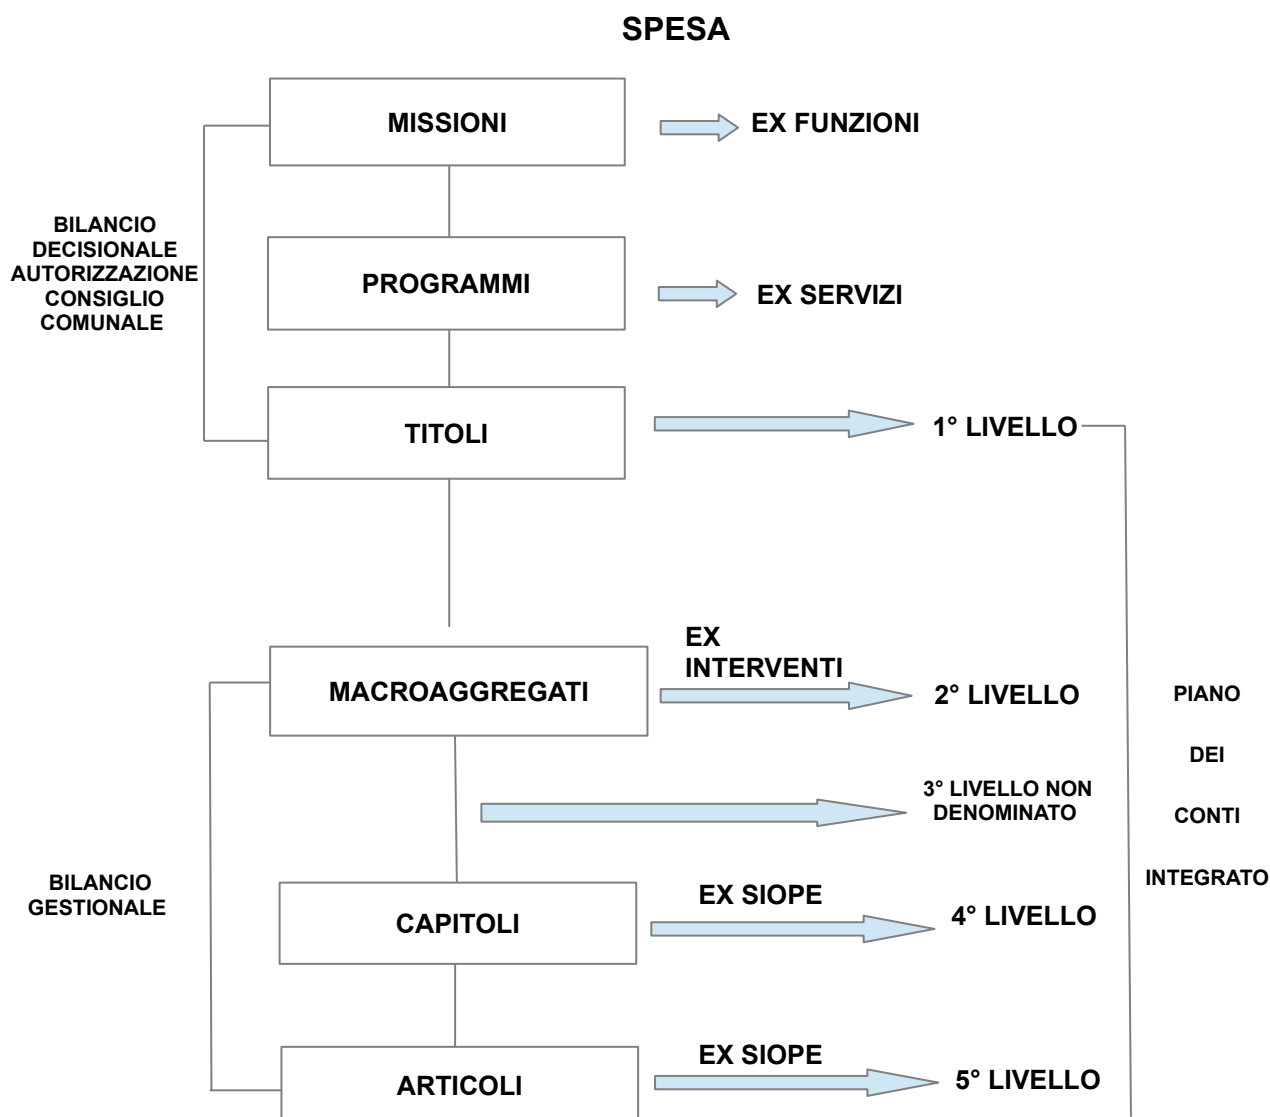 SPESA
MISSIONI
EX FUNZIONI
BILANCIO
DECISIONALE
AUTORIZZAZIONE
CONSIGLIO
COMUNALE
PROGRAMMI
EX SERVIZI
TITOLI
1° LIVELLO
EX
INTERVENTI
MACROAGGREGATI
2° LIVELLO
PIANO
DEI
CONTI
INTEGRATO
3° LIVELLO NON
DENOMINATO
BILANCIO
GESTIONALE
CAPITOLI
EX SIOPE
4° LIVELLO
ARTICOLI
EX SIOPE
5° LIVELLO